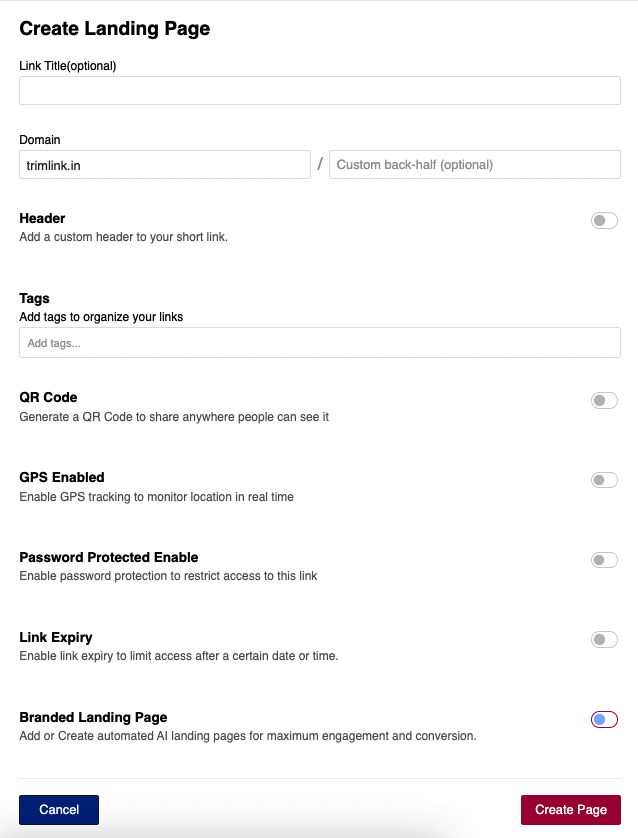 Create Landing Page
Link Title(optional)
Domain
trimlink.in / Custom back-half (optional)
Header
Add a custom header to your short link.
Tags
Add tags to organize your links
Add tags...
QR Code
Generate a QR Code to share anywhere people can see it
GPS Enabled
Enable GPS tracking to monitor location in real time
Password Protected Enable
Enable password protection to restrict access to this link
Link Expiry
Enable link expiry to limit access after a certain date or time.
Branded Landing Page
Add or Create automated AI landing pages for maximum engagement and conversion.
Cancel Create Page